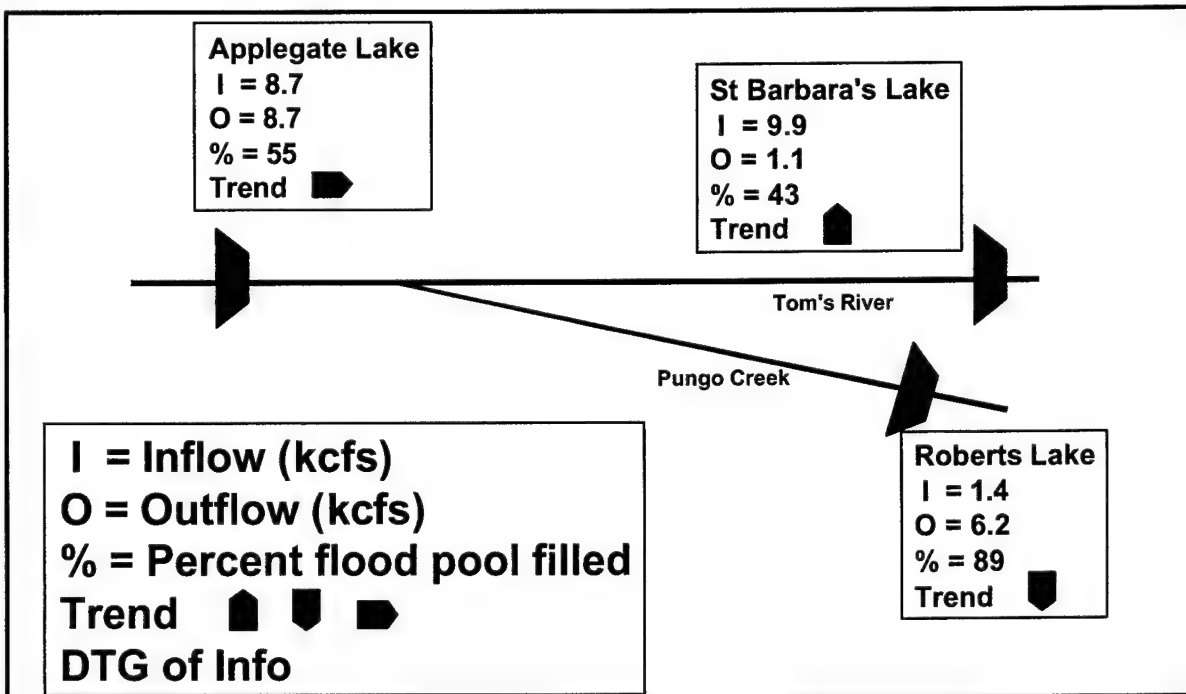 Applegate Lake
I = 8.7
O = 8.7
% = 55
Trend
St Barbara's Lake
I = 9.9
O = 1.1
% = 43
Trend
Tom's River
Pungo Creek
Roberts Lake
I = 1.4
O = 6.2
% = 89
Trend
I = Inflow (kcfs)
O = Outflow (kcfs)
% = Percent flood pool filled
Trend
DTG of Info